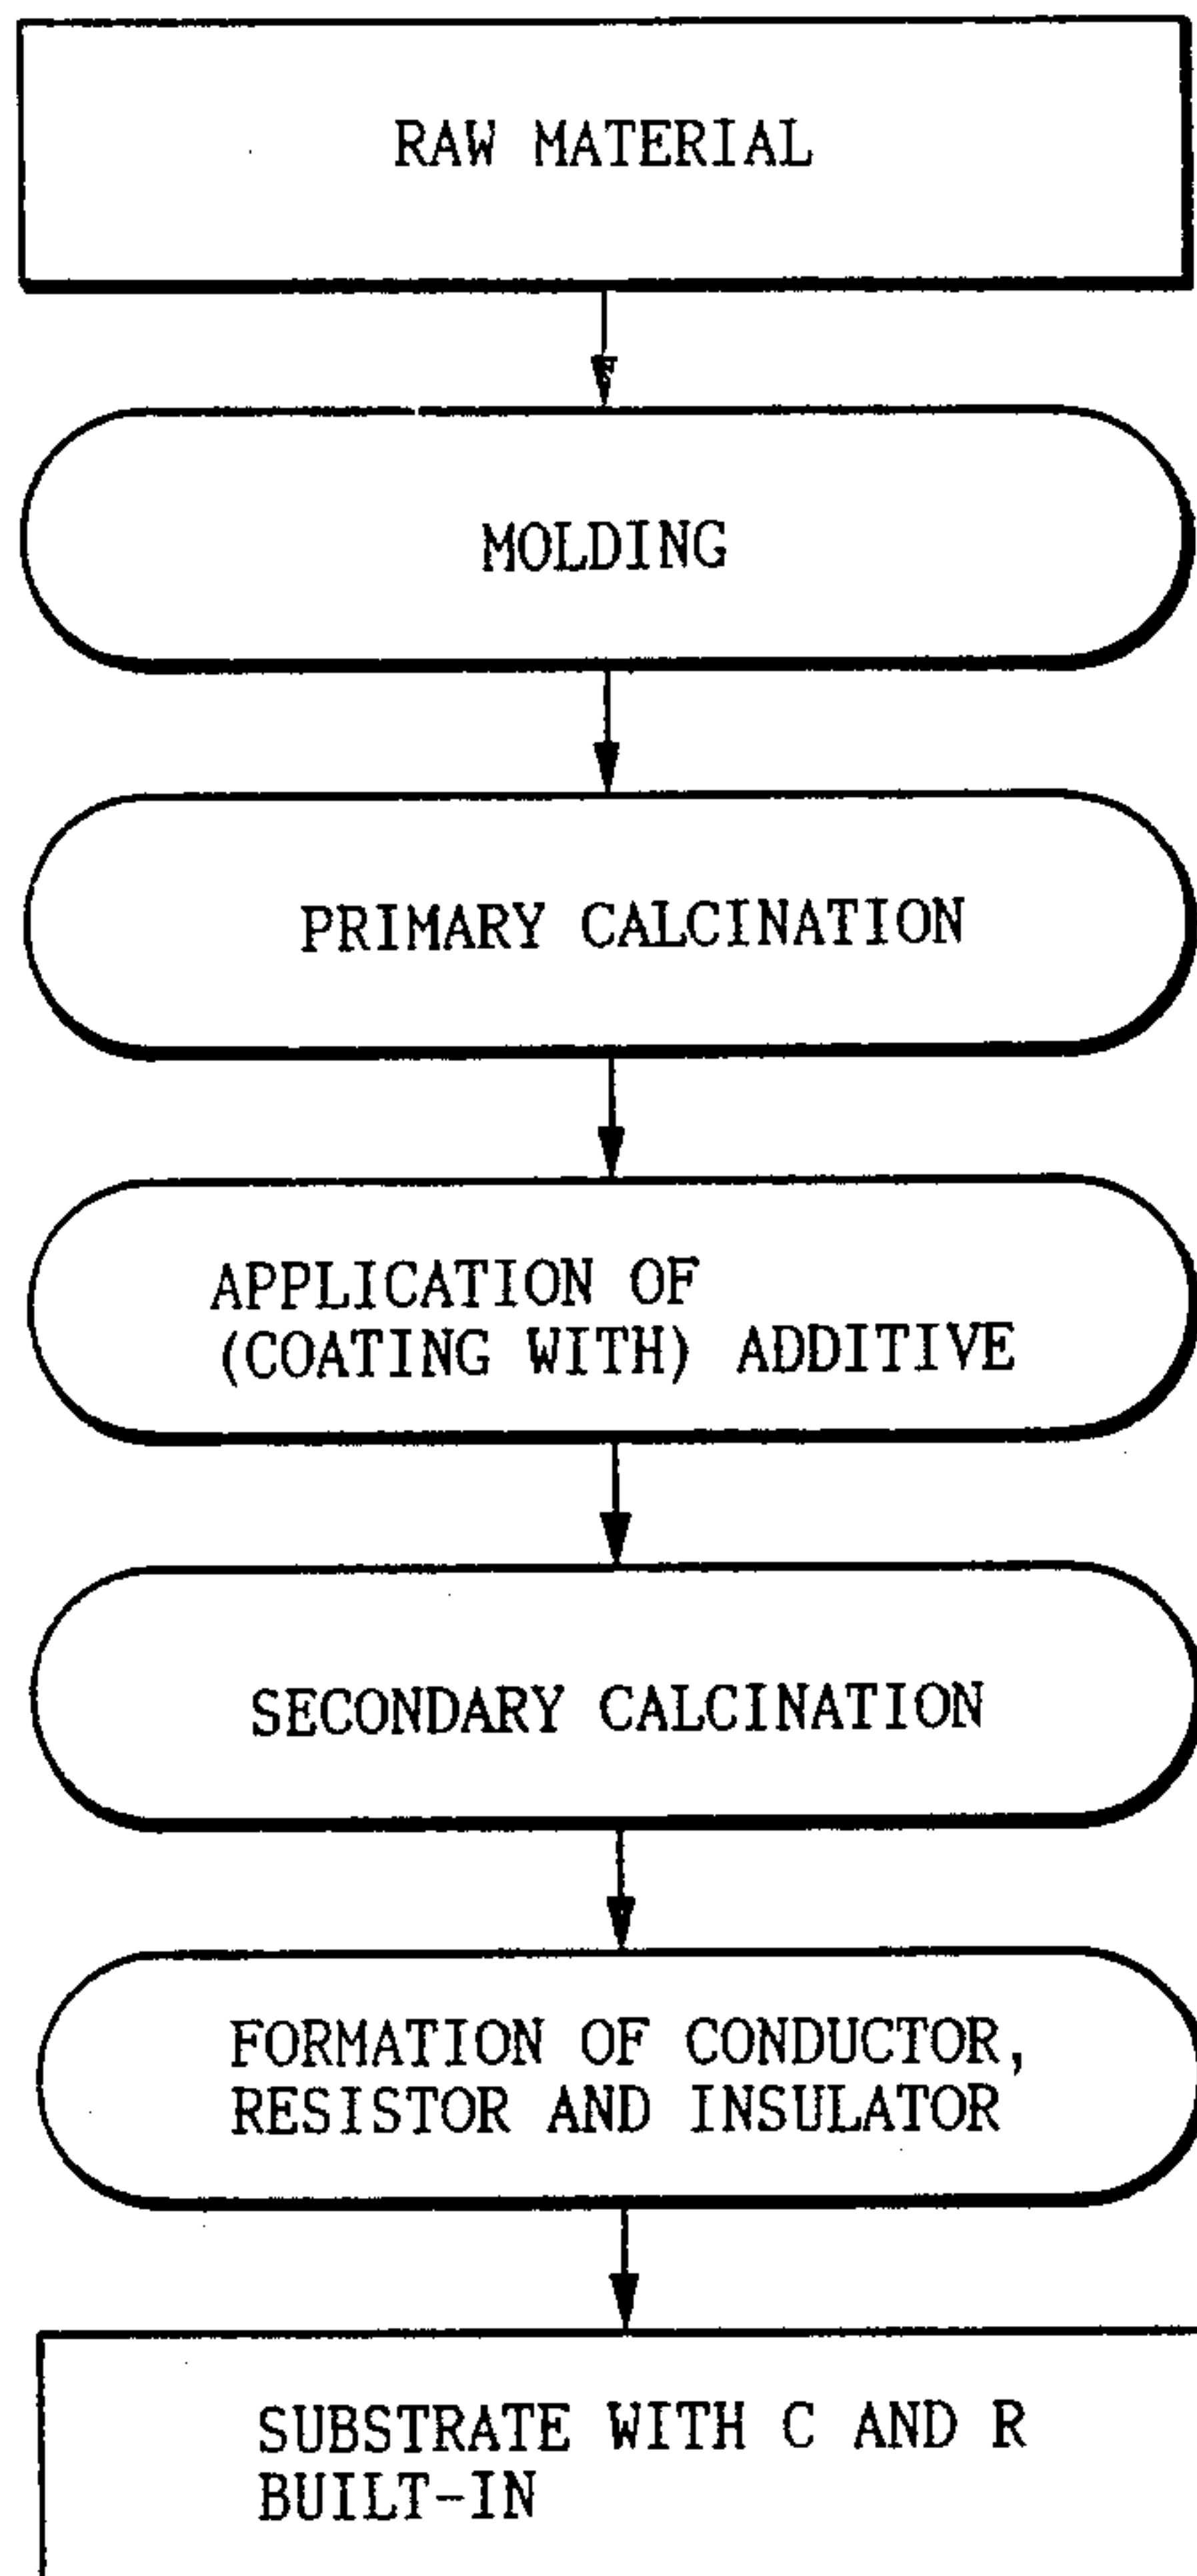 RAW MATERIAL
MOLDING
PRIMARY CALCINATION
APPLICATION OF
(COATING WITH) ADDITIVE
SECONDARY CALCINATION
FORMATION OF CONDUCTOR,
RESISTOR AND INSULATOR
SUBSTRATE WITH C AND R
BUILT-IN